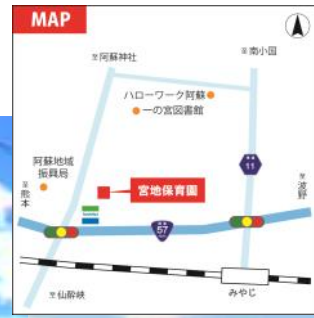 MAP
至阿蘇神社
至南小国
ハローワーク阿蘇
一の宮図書館
11
阿蘇地域
振興局
宮地保育園
至熊本
至波野
57
至仙酔峡
みやじ